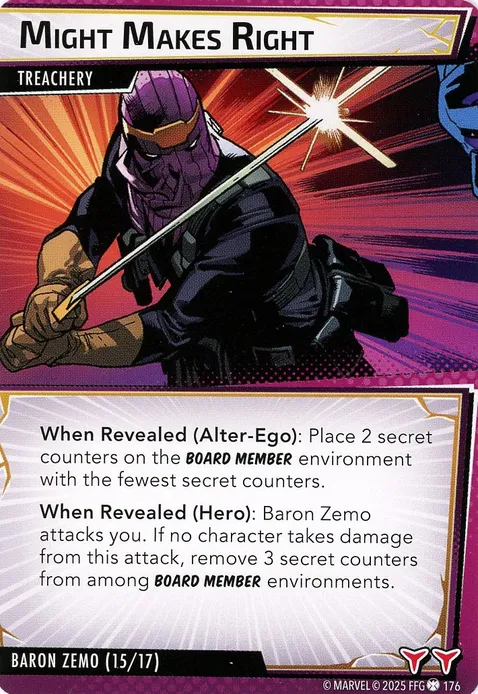 Might Makes Right
TREACHERY
When Revealed (Alter-Ego): Place 2 secret
counters on the BOARD MEMBER environment
with the fewest secret counters.
When Revealed (Hero): Baron Zemo
attacks you. If no character takes damage
from this attack, remove 3 secret counters
from among BOARD MEMBER environments.
BARON ZEMO (15/17)
© MARVEL © 2025 FFG 176